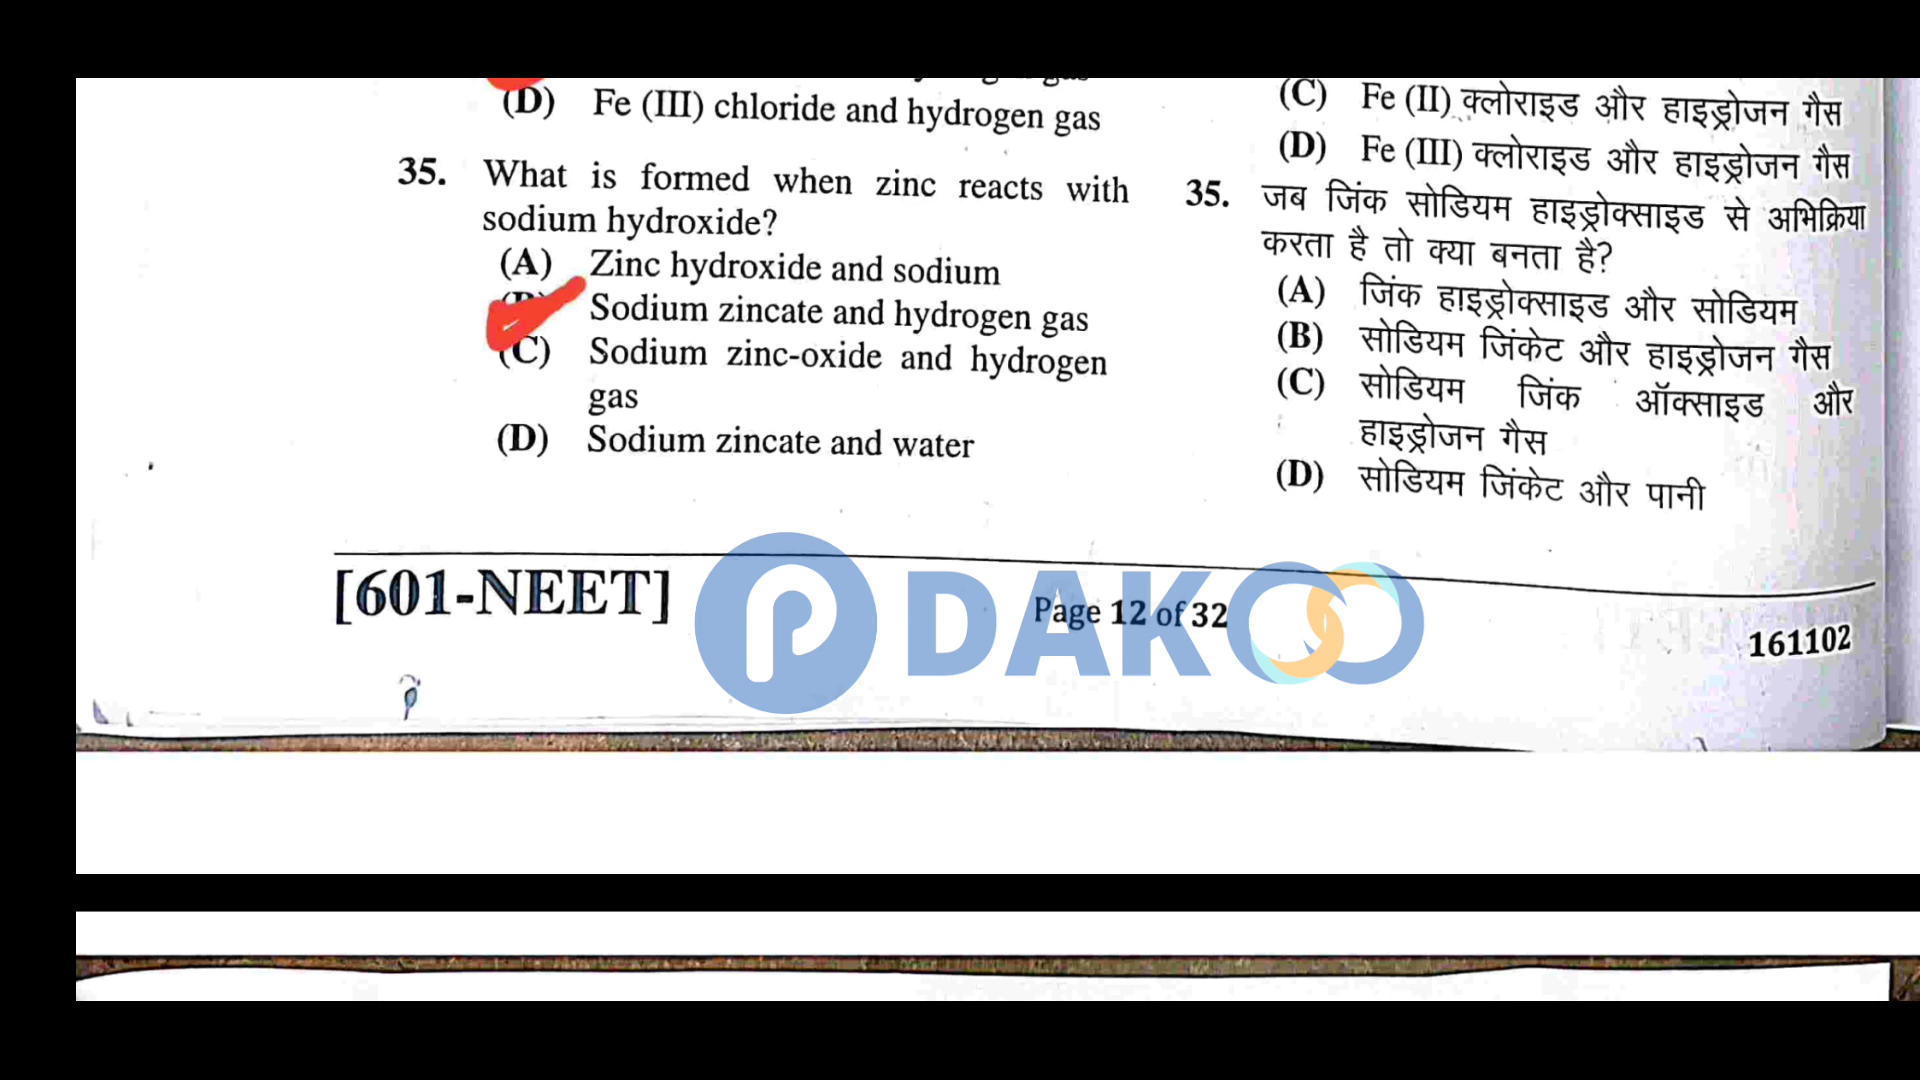 (D) Fe (III) chloride and hydrogen gas
35. What is formed when zinc reacts with
sodium hydroxide?
(A) Zinc hydroxide and sodium
Sodium zincate and hydrogen gas
(C) Sodium zinc-oxide and hydrogen
gas
(D) Sodium zincate and water
(C) Fe (II) क्लोराइड और हाइड्रोजन गैस
(D) Fe (III) क्लोराइड और हाइड्रोजन गैस
35. जब जिंक सोडियम हाइड्रोक्साइड से अभिक्रिया
करता है तो क्या बनता है?
(A) जिंक हाइड्रोक्साइड और सोडियम
(B) सोडियम जिंकेट और हाइड्रोजन गैस
(C) सोडियम जिंक ऑक्साइड और
हाइड्रोजन गैस
(D) सोडियम जिंकेट और पानी
[601-NEET]
Page 12 of 32
161102
PDAKOO